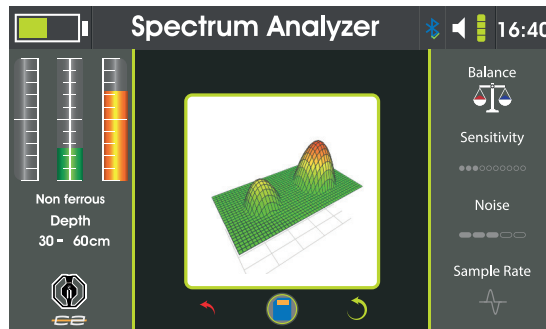 Spectrum Analyzer
16:40
Non ferrous
Depth
30 - 60cm
Balance
Sensitivity
Noise
Sample Rate